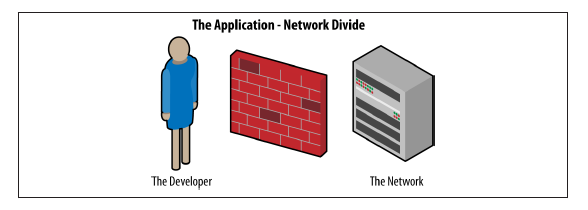 The Application - Network Divide
The Developer
The Network